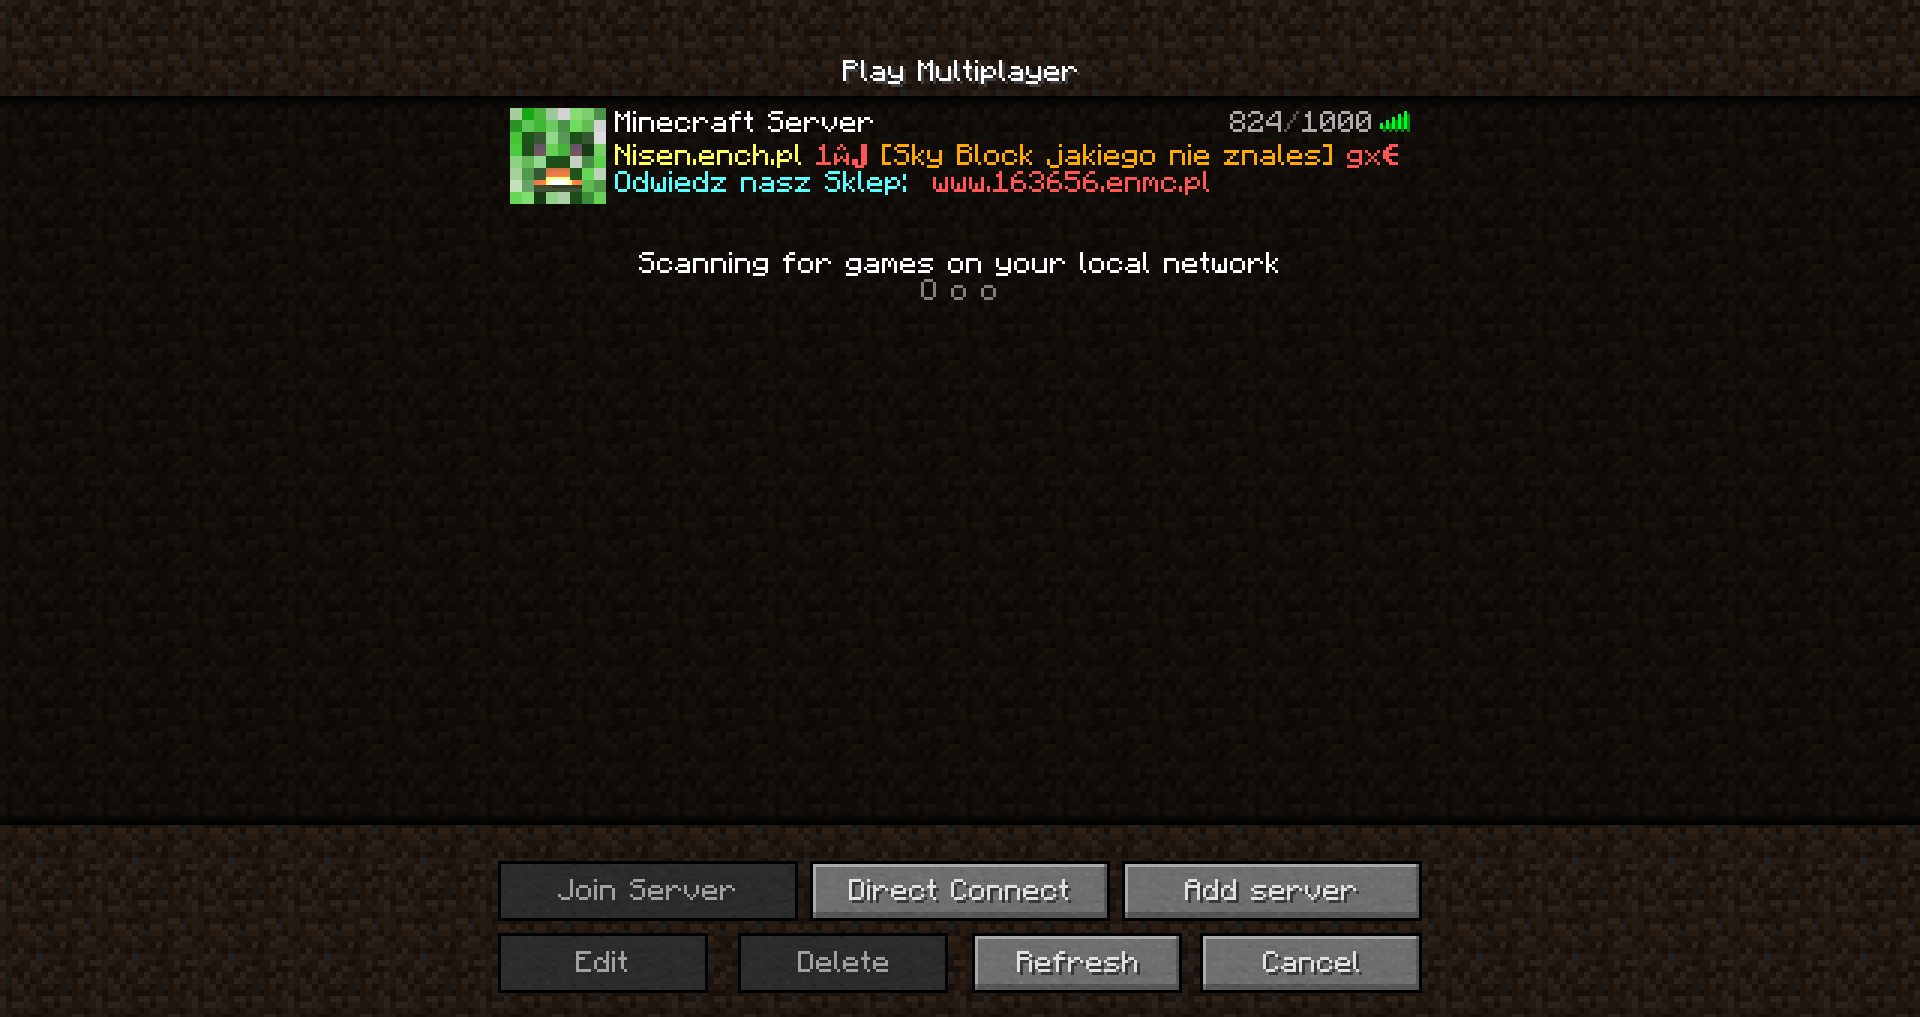 Play Multiplayer
Minecraft Server 824/1000
Nisen.ench.pl 1ÂJ [Sky Block jakiego nie znales] gx€
Odwiedz nasz Sklep: www.163656.enmc.pl
Scanning for games on your local network
O o o
Join Server Direct Connect Add server
Edit Delete Refresh Cancel